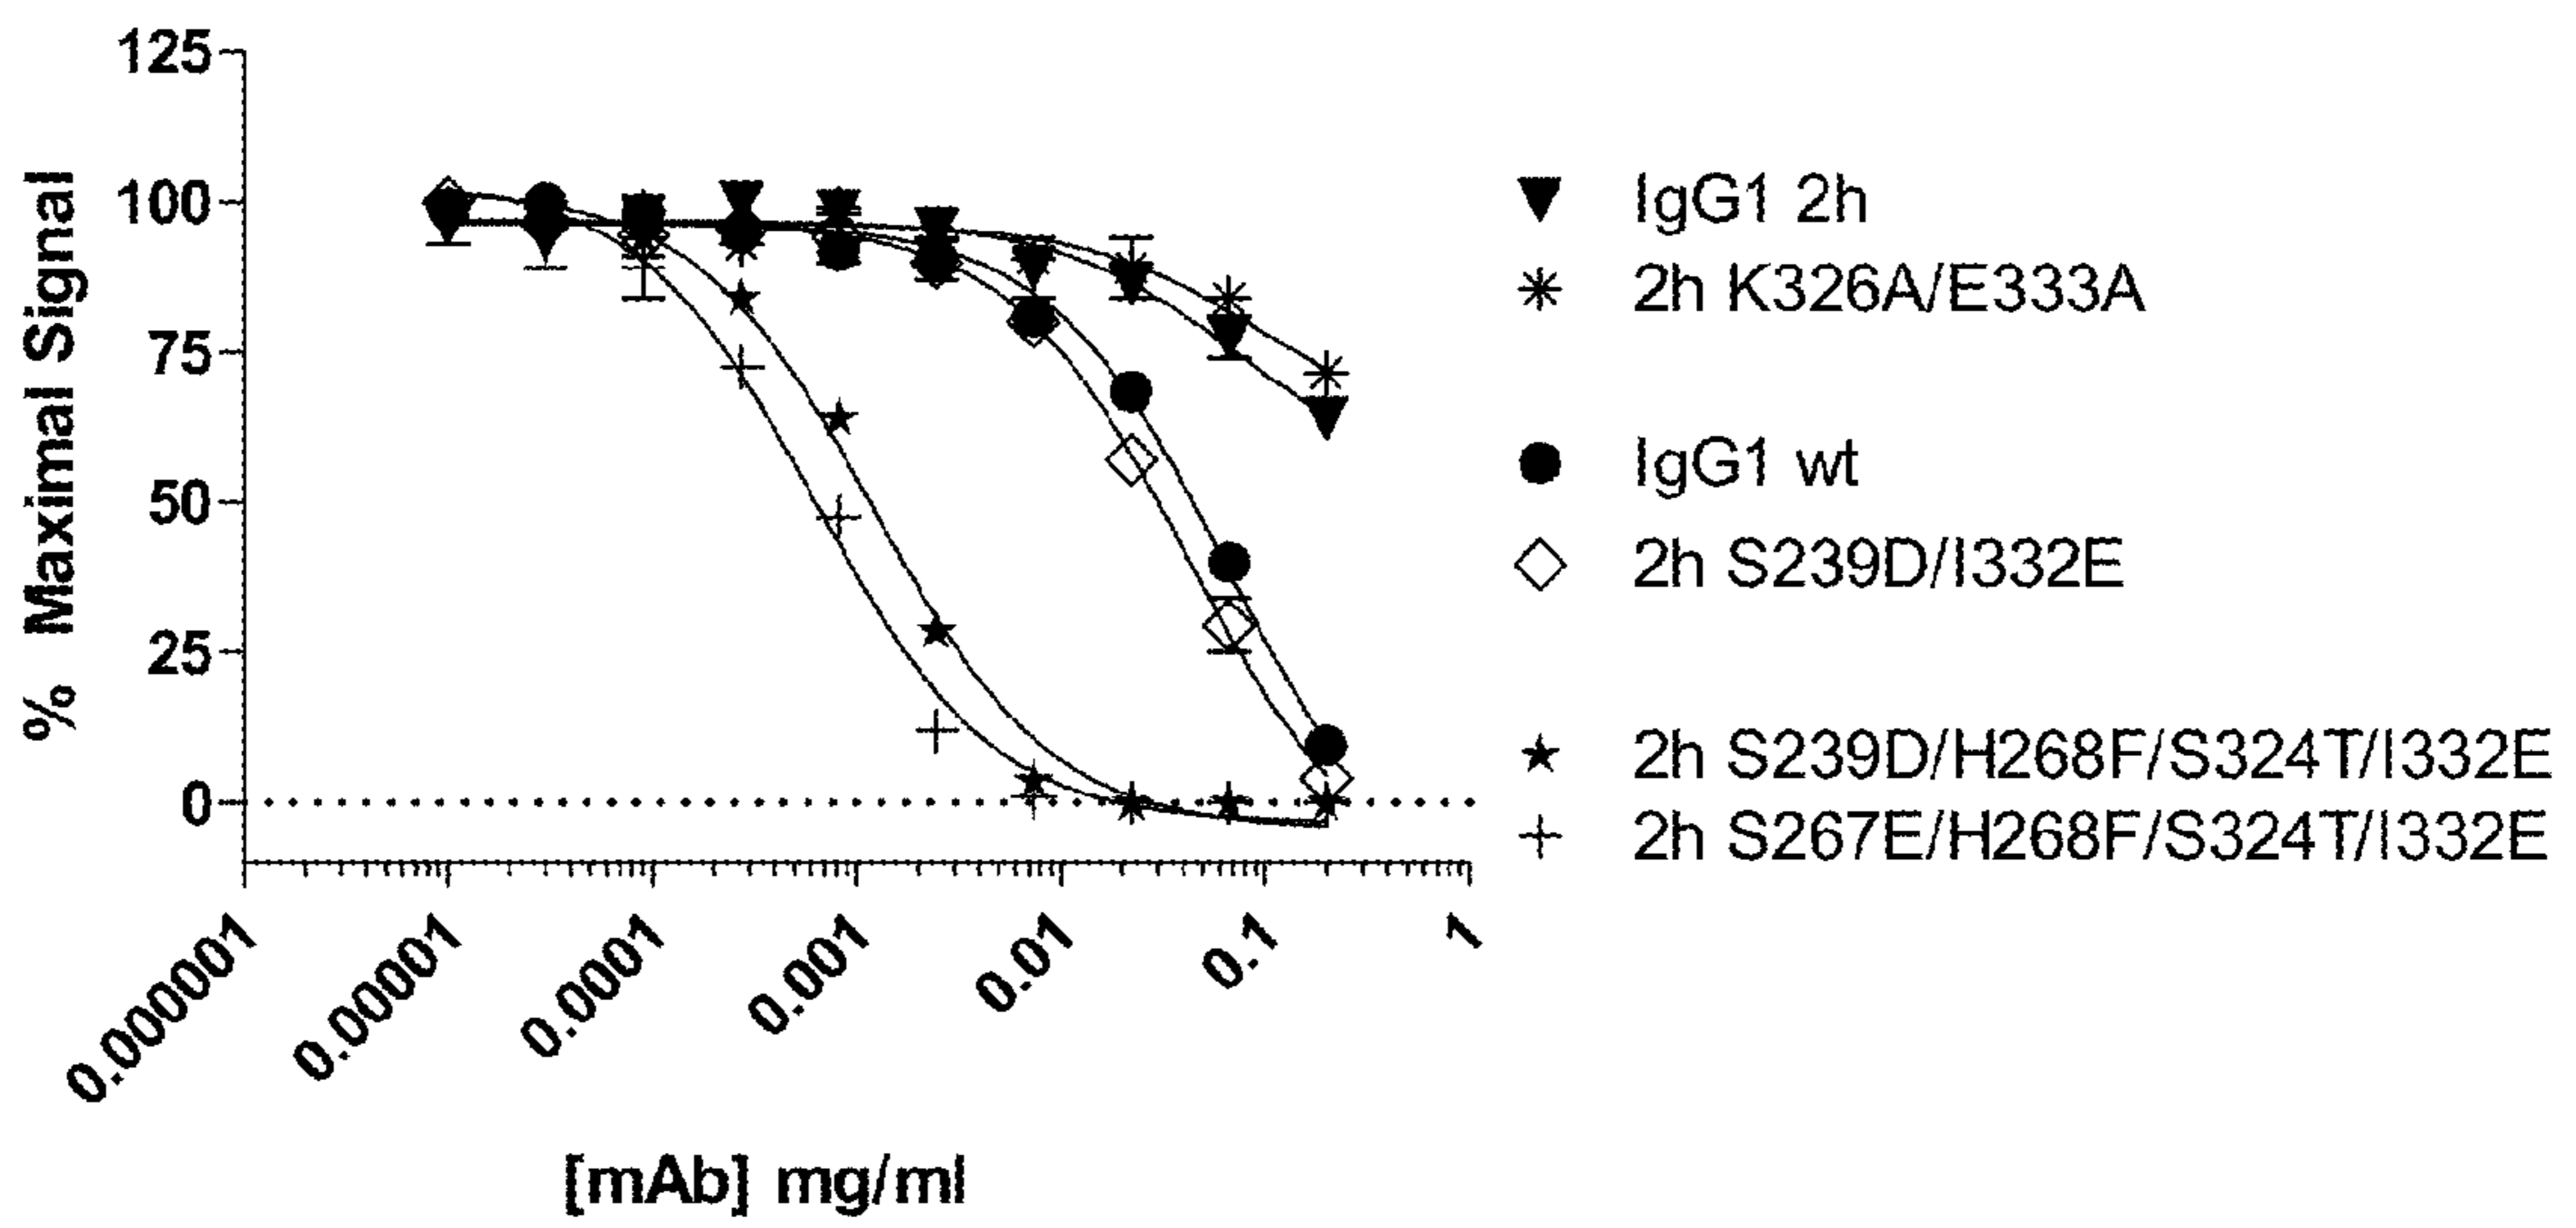 % Maximal Signal
125
100
75
50
25
0
0.000001
0.00001
0.0001
0.001
0.01
0.1
1
[mAb] mg/ml
IgG1 2h
2h K326A/E333A
IgG1 wt
2h S239D/I332E
2h S239D/H268F/S324T/I332E
2h S267E/H268F/S324T/I332E